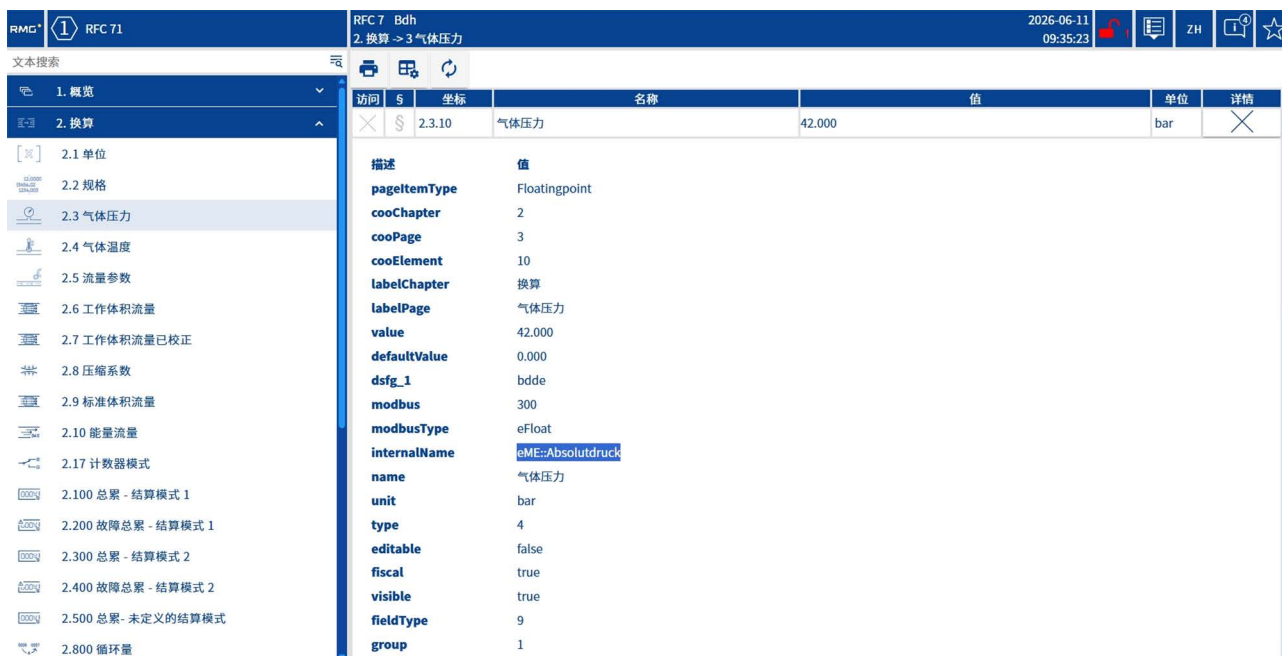 RMG
1
RFC 71
RFC 7 Bdh
2. 换算 -> 3 气体压力
2026-06-11
09:35:23
1
ZH
4
文本搜索
1. 概览
2. 换算
2.1 单位
2.2 规格
2.3 气体压力
2.4 气体温度
2.5 流量参数
2.6 工作体积流量
2.7 工作体积流量已校正
2.8 压缩系数
2.9 标准体积流量
2.10 能量流量
2.17 计数器模式
2.100 总累 - 结算模式 1
2.200 故障总累 - 结算模式 1
2.300 总累 - 结算模式 2
2.400 故障总累 - 结算模式 2
2.500 总累- 未定义的结算模式
2.800 循环量
访问 § 坐标 名称 值 单位 详情
§ 2.3.10 气体压力 42.000 bar
描述 值
pageItemType Floatingpoint
cooChapter 2
cooPage 3
cooElement 10
labelChapter 换算
labelPage 气体压力
value 42.000
defaultValue 0.000
dsfg_1 bdde
modbus 300
modbusType eFloat
internalName eME::Absolutdruck
name 气体压力
unit bar
type 4
editable false
fiscal true
visible true
fieldType 9
group 1